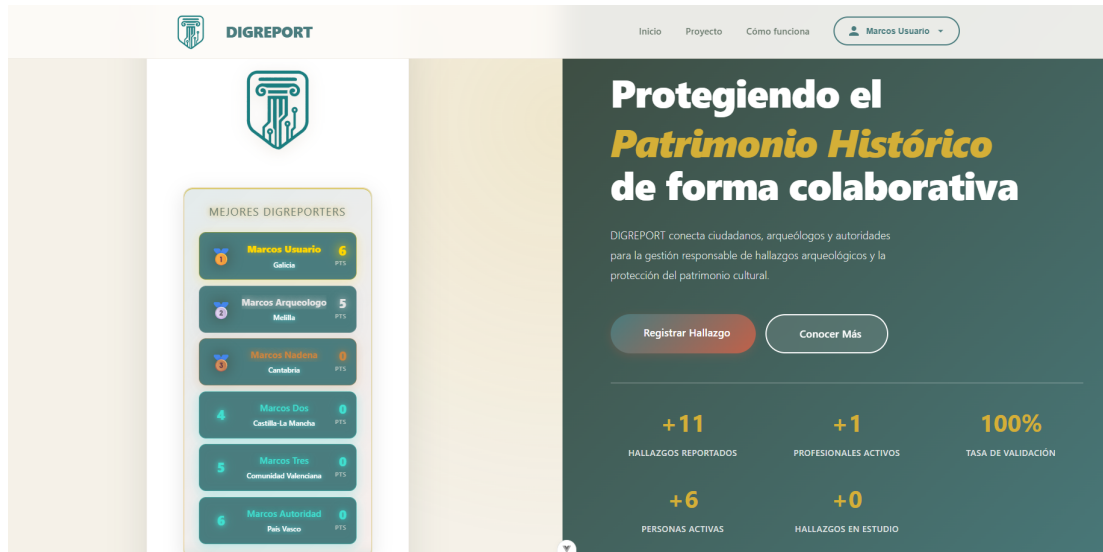 DIGREPORT
Inicio Proyecto Cómo funciona Marcos Usuario
MEJORES DIGREPORTERS
1 Marcos Usuario 6
Galicia PTS
2 Marcos Arqueologo 5
Melilla PTS
3 Marcos Nadena 0
Cantabria PTS
4 Marcos Dos 0
Castilla-La Mancha PTS
5 Marcos Tres 0
Comunidad Valenciana PTS
6 Marcos Autoridad 0
País Vasco PTS
Protegiendo el
Patrimonio Histórico
de forma colaborativa
DIGREPORT conecta ciudadanos, arqueólogos y autoridades
para la gestión responsable de hallazgos arqueológicos y la
protección del patrimonio cultural.
Registrar Hallazgo Conocer Más
+11 +1 100%
HALLAZGOS REPORTADOS PROFESIONALES ACTIVOS TASA DE VALIDACIÓN
+6 +0
PERSONAS ACTIVAS HALLAZGOS EN ESTUDIO